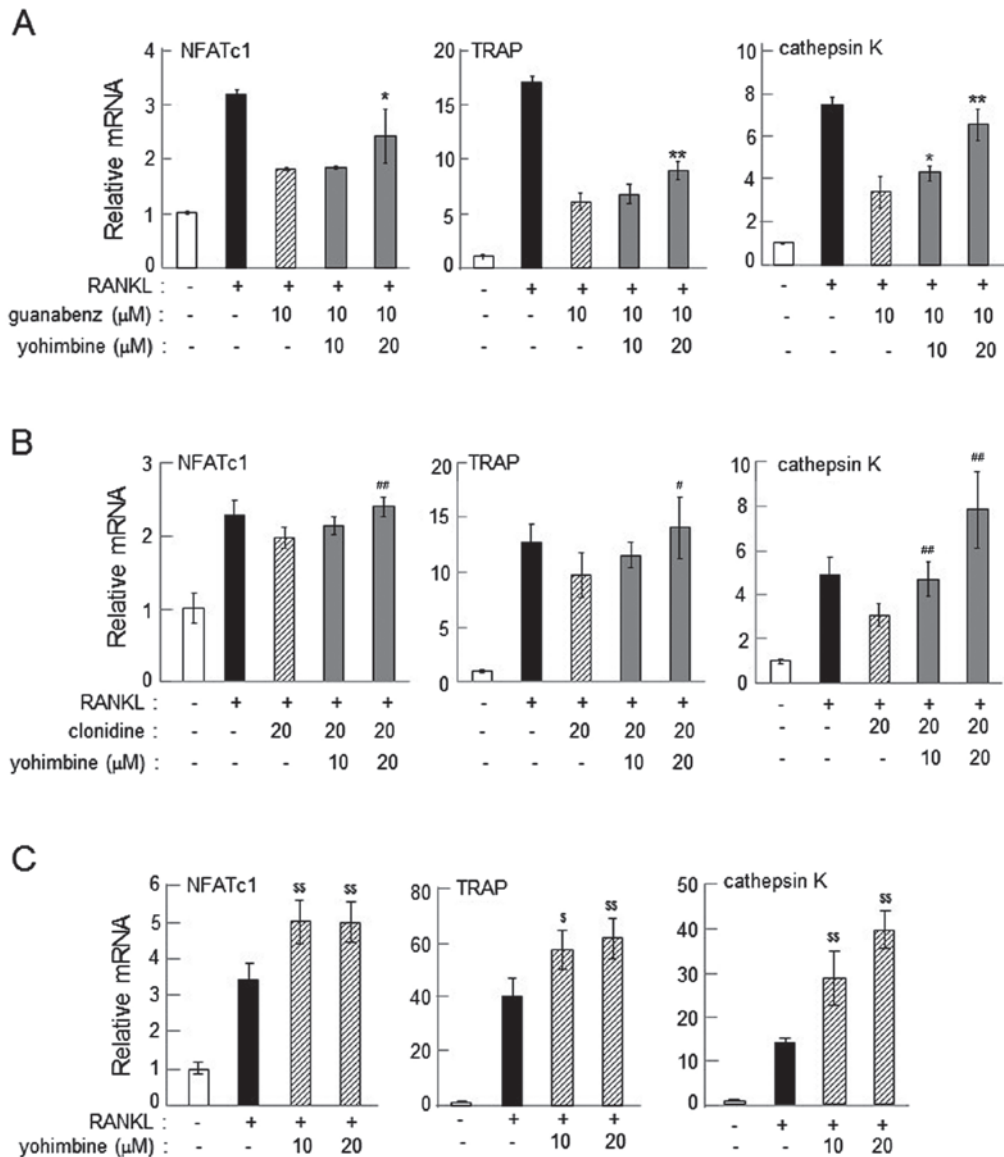 A
NFATc1
TRAP
cathepsin K
Relative mRNA
4
3
2
1
0
20
15
10
5
0
10
8
6
4
2
0
*
**
*
**
RANKL : - + + + + - + + + + - + + + +
guanabenz (μM) : - - 10 10 10 - - 10 10 10 - - 10 10 10
yohimbine (μM) : - - - 10 20 - - - 10 20 - - - 10 20
B
NFATc1
TRAP
cathepsin K
Relative mRNA
3
2
1
0
20
15
10
5
0
10
8
6
4
2
0
##
#
##
##
RANKL : - + + + + - + + + + - + + + +
clonidine : - - 20 20 20 - - 20 20 20 - - 20 20 20
yohimbine (μM) : - - - 10 20 - - - 10 20 - - - 10 20
C
NFATc1
TRAP
cathepsin K
Relative mRNA
6
5
4
3
2
1
0
80
60
40
20
0
50
40
30
20
10
0
$$
$$
$
$$
$$
$$
RANKL : - + + + - + + + - + + +
yohimbine (μM) : - - 10 20 - - 10 20 - - 10 20